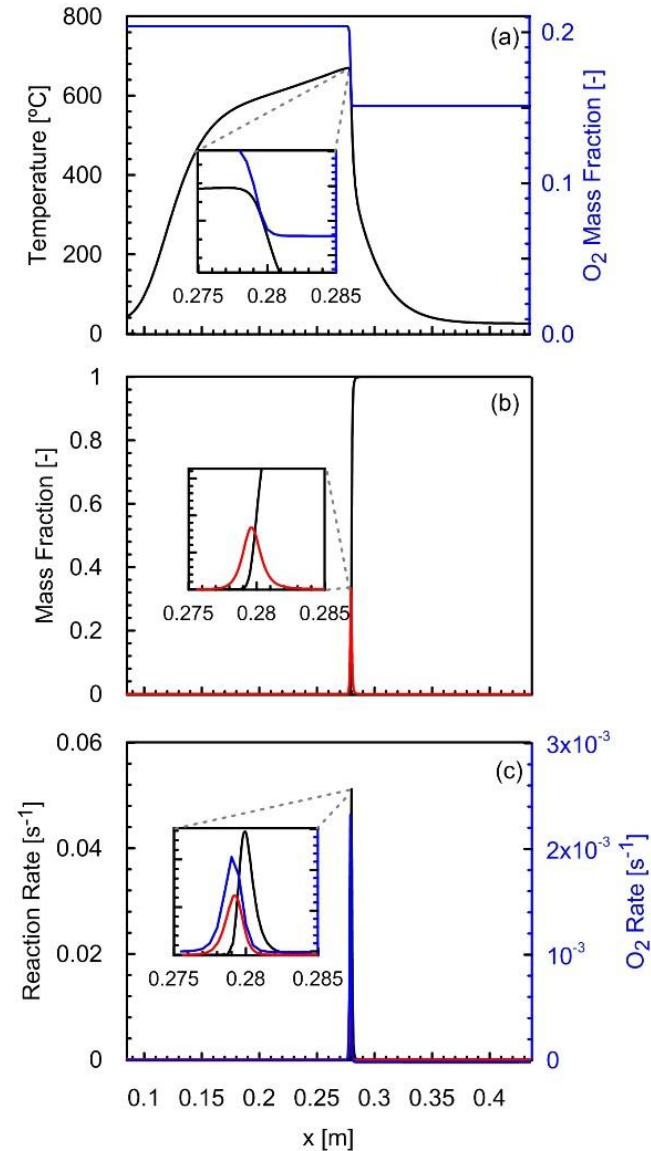 800
600
400
200
0
Temperature [ºC]
(a)
0.2
0.1
0.0
O₂ Mass Fraction [-]
0.275
0.28
0.285
1
0.8
0.6
0.4
0.2
0
Mass Fraction [-]
(b)
0.275
0.28
0.285
0.06
0.04
0.02
0
Reaction Rate [s⁻¹]
(c)
3x10⁻³
2x10⁻³
10⁻³
0
O₂ Rate [s⁻¹]
0.275
0.28
0.285
0.1 0.15 0.2 0.25 0.3 0.35 0.4
x [m]